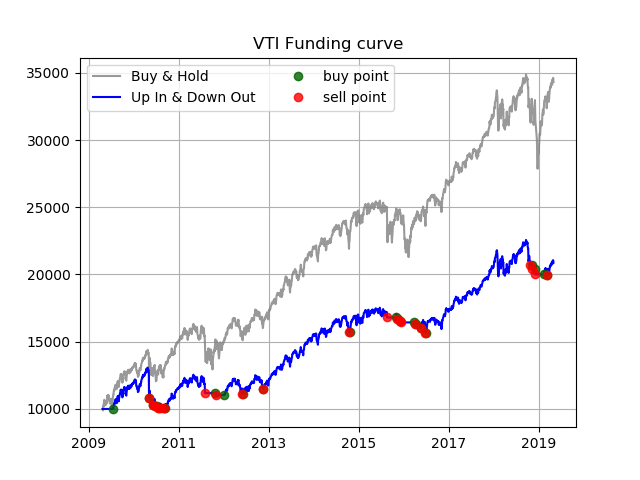 VTI Funding curve
Buy & Hold
Up In & Down Out
buy point
sell point
35000
30000
25000
20000
15000
10000
2009
2011
2013
2015
2017
2019